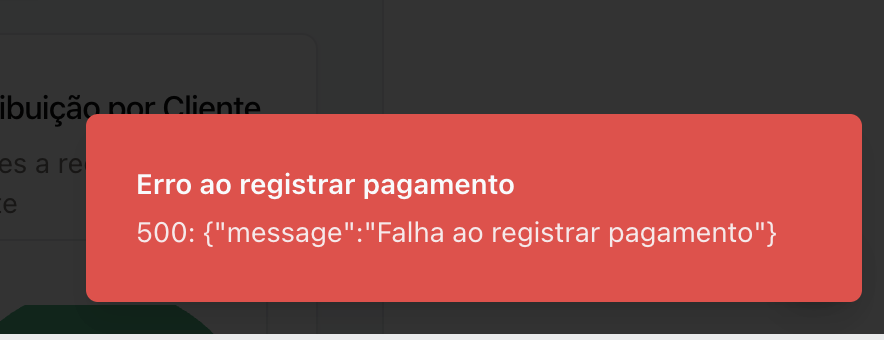 ibuição por Cliente
es a re
te
Erro ao registrar pagamento
500: {"message":"Falha ao registrar pagamento"}